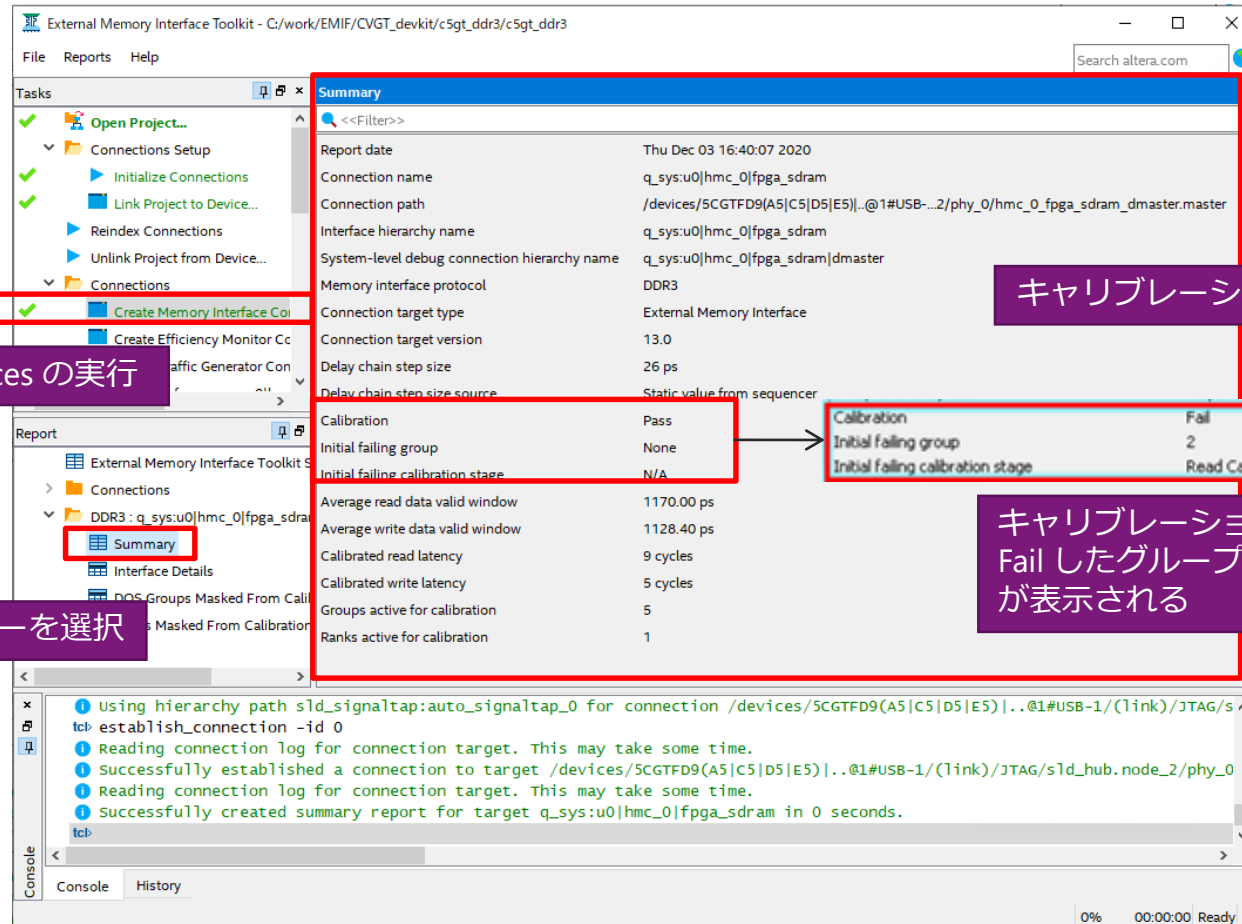 External Memory Interface Toolkit - C:/work/EMIF/CVGT_devkit/c5gt_ddr3/c5gt_ddr3
File Reports Help
Search altera.com
Tasks
Open Project...
Connections Setup
Initialize Connections
Link Project to Device...
Reindex Connections
Unlink Project from Device...
Connections
Create Memory Interface Co
Create Efficiency Monitor Cc
raffic Generator Con
ces の実行
Report
External Memory Interface Toolkit S
Connections
DDR3 : q_sys:u0|hmc_0|fpga_sdra
Summary
Interface Details
DQS Groups Masked From Cali
s Masked From Calibration
ーを選択
Summary
<<Filter>>
Report date Thu Dec 03 16:40:07 2020
Connection name q_sys:u0|hmc_0|fpga_sdram
Connection path /devices/5CGTFD9(A5|C5|D5|E5)|..@1#USB-...2/phy_0/hmc_0_fpga_sdram_dmaster.master
Interface hierarchy name q_sys:u0|hmc_0|fpga_sdram
System-level debug connection hierarchy name q_sys:u0|hmc_0|fpga_sdram|dmaster
Memory interface protocol DDR3
Connection target type External Memory Interface
Connection target version 13.0
Delay chain step size 26 ps
Delay chain step size source Static value from sequencer
Calibration Pass
Initial failing group None
Initial failing calibration stage N/A
Average read data valid window 1170.00 ps
Average write data valid window 1128.40 ps
Calibrated read latency 9 cycles
Calibrated write latency 5 cycles
Groups active for calibration 5
Ranks active for calibration 1
キャリブレーシ
Calibration Fail
Initial failing group 2
Initial failing calibration stage Read Ca
キャリブレーショ
Fail したグループ
が表示される
Using hierarchy path sld_signaltap:auto_signaltap_0 for connection /devices/5CGTFD9(A5|C5|D5|E5)|..@1#USB-1/(link)/JTAG/s
tcl> establish_connection -id 0
Reading connection log for connection target. This may take some time.
Successfully established a connection to target /devices/5CGTFD9(A5|C5|D5|E5)|..@1#USB-1/(link)/JTAG/sld_hub.node_2/phy_0
Reading connection log for connection target. This may take some time.
Successfully created summary report for target q_sys:u0|hmc_0|fpga_sdram in 0 seconds.
tcl>
Console
Console History
0% 00:00:00 Ready